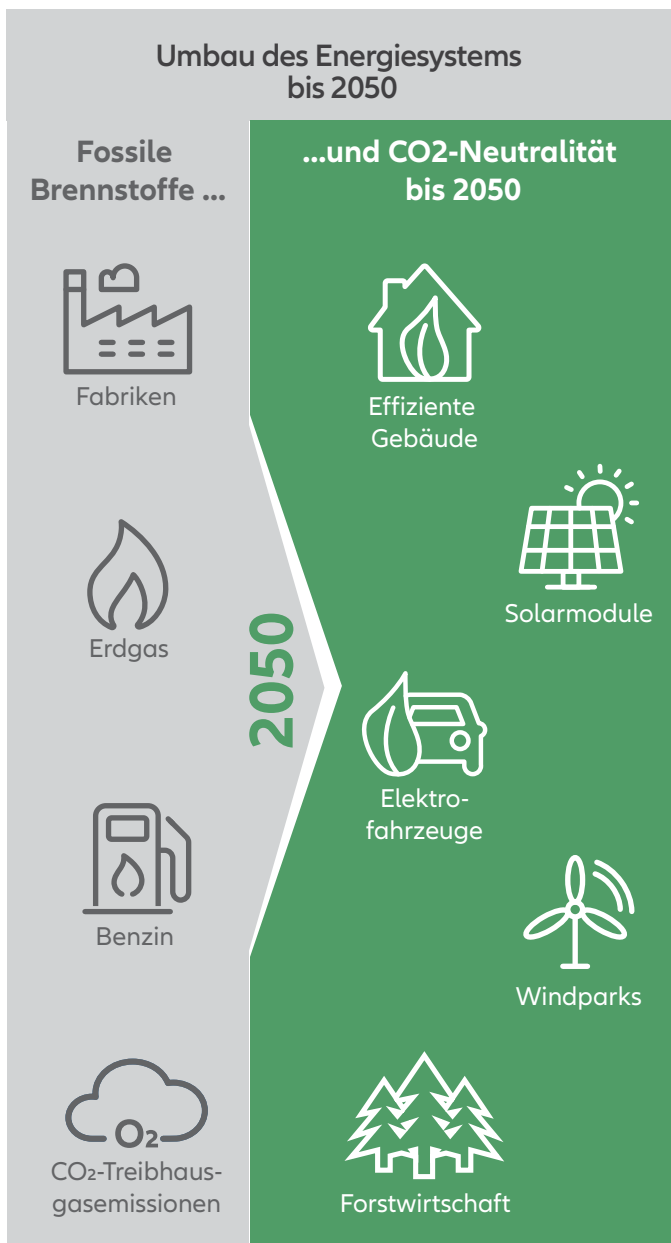 Umbau des Energiesystems
bis 2050
Fossile
Brennstoffe ...
Fabriken
Erdgas
Benzin
O₂
CO₂-Treibhaus-
gasemissionen
2050
...und CO2-Neutralität
bis 2050
Effiziente
Gebäude
Solarmodule
Elektro-
fahrzeuge
Windparks
Forstwirtschaft